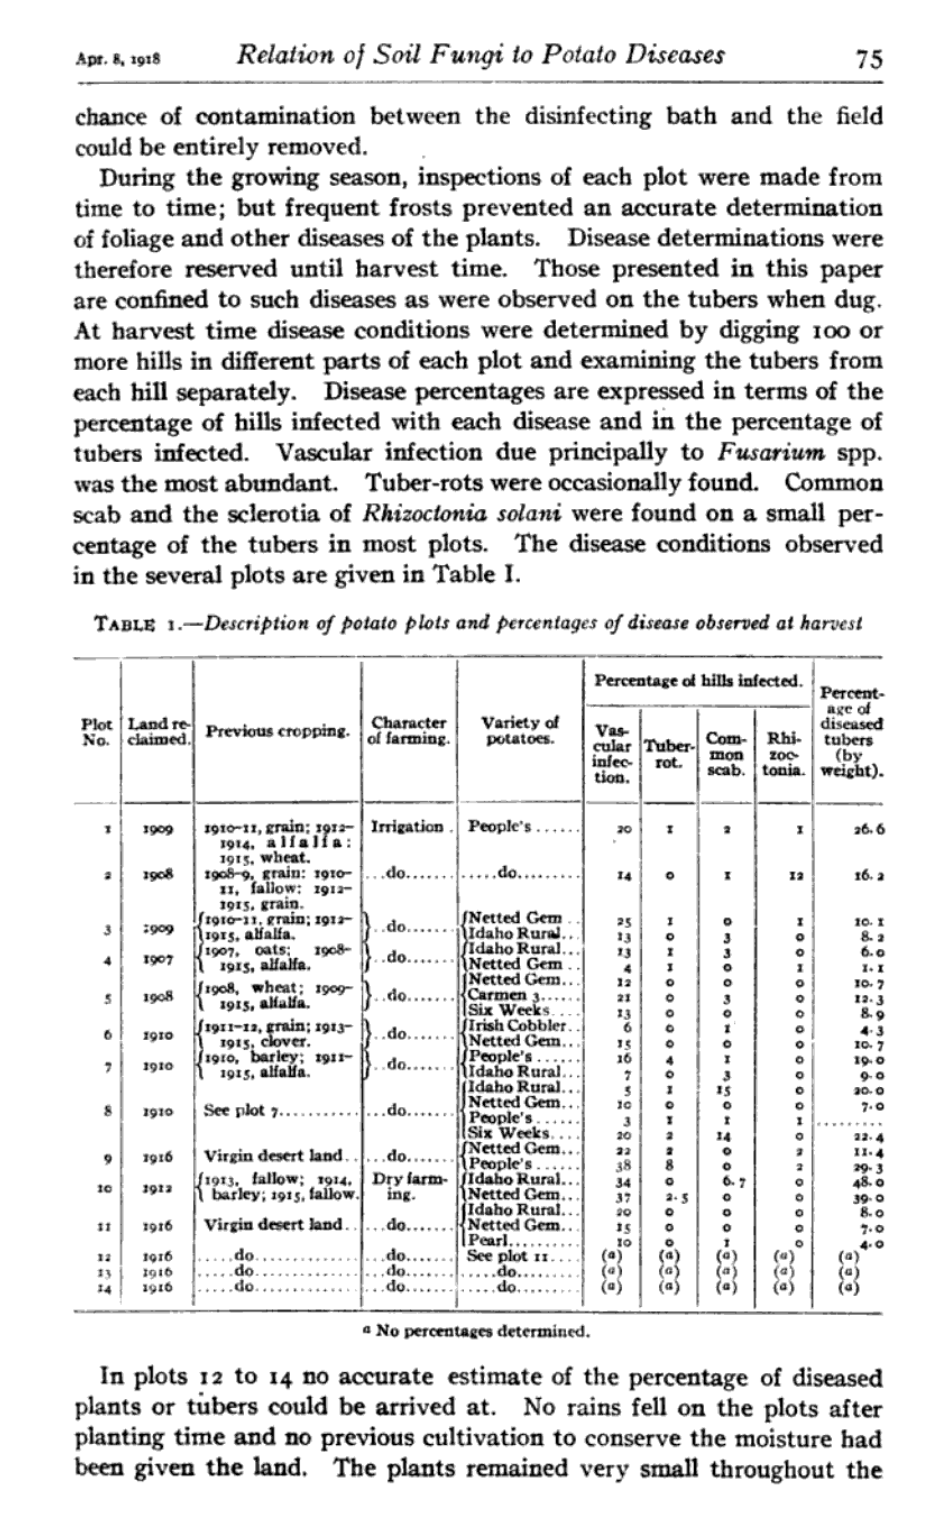 Apr. 8, 1918 Relation of Soil Fungi to Potato Diseases 75
chance of contamination between the disinfecting bath and the field
could be entirely removed.
During the growing season, inspections of each plot were made from
time to time; but frequent frosts prevented an accurate determination
of foliage and other diseases of the plants. Disease determinations were
therefore reserved until harvest time. Those presented in this paper
are confined to such diseases as were observed on the tubers when dug.
At harvest time disease conditions were determined by digging 100 or
more hills in different parts of each plot and examining the tubers from
each hill separately. Disease percentages are expressed in terms of the
percentage of hills infected with each disease and in the percentage of
tubers infected. Vascular infection due principally to Fusarium spp.
was the most abundant. Tuber-rots were occasionally found. Common
scab and the sclerotia of Rhizoctonia solani were found on a small per-
centage of the tubers in most plots. The disease conditions observed
in the several plots are given in Table I.
TABLE 1.—Description of potato plots and percentages of disease observed at harvest
Plot No. | Land re-claimed. | Previous cropping. | Character of farming. | Variety of potatoes. | Percentage of hills infected. | Percent-age of diseased tubers (by weight).
Vas-cular infec-tion. | Tuber-rot. | Com-mon scab. | Rhi-zoc-tonia.
1 | 1909 | 1910-11, grain; 1912- | Irrigation . | People's ...... | 20 | 1 | 2 | 1 | 26.6
1914, alfalfa:
1915, wheat.
2 | 1908 | 1908-9, grain: 1910- | ...do....... | .....do......... | 14 | 0 | 1 | 12 | 16.2
11, fallow: 1912-
1915, grain.
3 | 1909 | 1910-11, grain; 1912- | ..do....... | Netted Gem .. | 25 | 1 | 0 | 1 | 10.1
1915, alfalfa. | Idaho Rural... | 13 | 0 | 3 | 0 | 8.2
4 | 1907 | 1907, oats; 1908- | ..do....... | Idaho Rural... | 13 | 1 | 3 | 0 | 6.0
1915, alfalfa. | Netted Gem .. | 4 | 1 | 0 | 1 | 1.1
Netted Gem... | 12 | 0 | 0 | 0 | 10.7
5 | 1908 | 1908, wheat; 1909- | ..do....... | Carmen 3...... | 21 | 0 | 3 | 0 | 12.3
1915, alfalfa. | Six Weeks.... | 13 | 0 | 0 | 0 | 8.9
6 | 1910 | 1911-12, grain; 1913- | ..do....... | Irish Cobbler.. | 6 | 0 | 1 | 0 | 4.3
1915, clover. | Netted Gem... | 15 | 0 | 0 | 0 | 10.7
7 | 1910 | 1910, barley; 1911- | ..do....... | People's ...... | 16 | 4 | 1 | 0 | 19.0
1915, alfalfa. | Idaho Rural... | 7 | 0 | 3 | 0 | 9.0
Idaho Rural... | 5 | 1 | 15 | 0 | 20.0
8 | 1910 | See plot 7........... | ...do....... | Netted Gem... | 10 | 0 | 0 | 0 | 7.0
People's ...... | 3 | 1 | 1 | 1 | .........
Six Weeks.... | 20 | 2 | 14 | 0 | 22.4
9 | 1916 | Virgin desert land.. | ...do....... | Netted Gem... | 22 | 2 | 0 | 2 | 11.4
People's ...... | 38 | 8 | 0 | 2 | 29.3
10 | 1912 | 1913, fallow; 1914, | Dry farm- | Idaho Rural... | 34 | 0 | 6.7 | 0 | 48.0
barley; 1915, fallow. | ing. | Netted Gem... | 37 | 2.5 | 0 | 0 | 39.0
Idaho Rural... | 20 | 0 | 0 | 0 | 8.0
11 | 1916 | Virgin desert land.. | ...do....... | Netted Gem... | 15 | 0 | 0 | 0 | 7.0
Pearl.......... | 10 | 0 | 1 | 0 | 4.0
12 | 1916 | .....do.............. | ...do....... | See plot 11.... | (a) | (a) | (a) | (a) | (a)
13 | 1916 | .....do.............. | ...do....... | .....do......... | (a) | (a) | (a) | (a) | (a)
14 | 1916 | .....do.............. | ...do....... | .....do......... | (a) | (a) | (a) | (a) | (a)
a No percentages determined.
In plots 12 to 14 no accurate estimate of the percentage of diseased
plants or tubers could be arrived at. No rains fell on the plots after
planting time and no previous cultivation to conserve the moisture had
been given the land. The plants remained very small throughout the